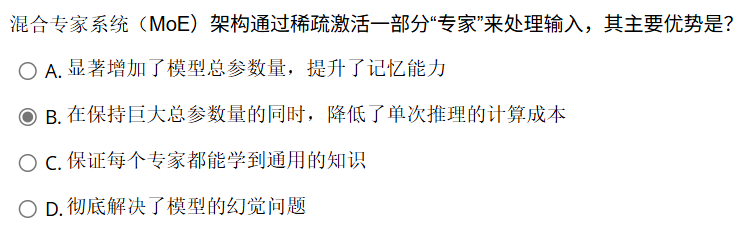 混合专家系统（MoE）架构通过稀疏激活一部分“专家”来处理输入，其主要优势是?
A. 显著增加了模型总参数量，提升了记忆能力
B. 在保持巨大总参数量的同时，降低了单次推理的计算成本
C. 保证每个专家都能学到通用的知识
D. 彻底解决了模型的幻觉问题